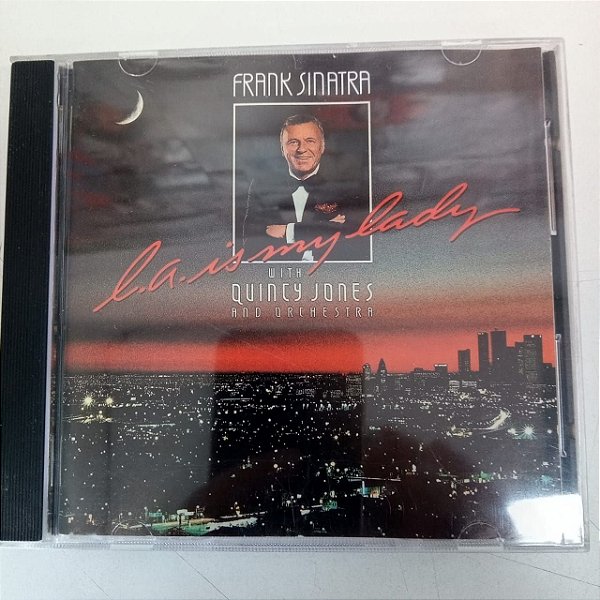 FRANK SINATRA
L.A. is my lady
WITH
QUINCY JONES
AND ORCHESTRA